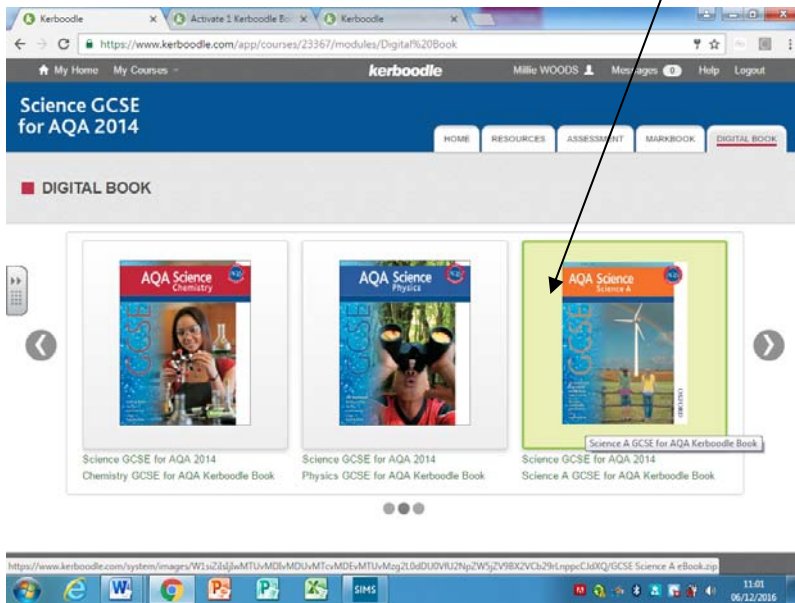 Kerboodle
Activate 1 Kerboodle Bo
Kerboodle
https://www.kerboodle.com/app/courses/23367/modules/Digital%20Book
My Home My Courses kerboodle Millie WOODS Messages 0 Help Logout
Science GCSE
for AQA 2014
HOME RESOURCES ASSESSMENT MARKBOOK DIGITAL BOOK
DIGITAL BOOK
AQA Science
Chemistry
GCSE
AQA Science
Physics
GCSE
AQA Science
Science A
GCSE
OXFORD
Science A GCSE for AQA Kerboodle Book
Science GCSE for AQA 2014
Chemistry GCSE for AQA Kerboodle Book
Science GCSE for AQA 2014
Physics GCSE for AQA Kerboodle Book
Science GCSE for AQA 2014
Science A GCSE for AQA Kerboodle Book
SIMS
11:01
06/12/2016